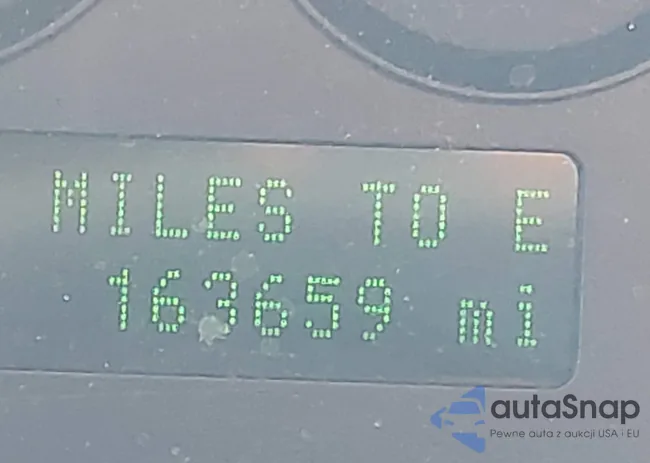 MILES TO E
163659 mi
autaSnap
Pewne auta z aukcji USA i EU